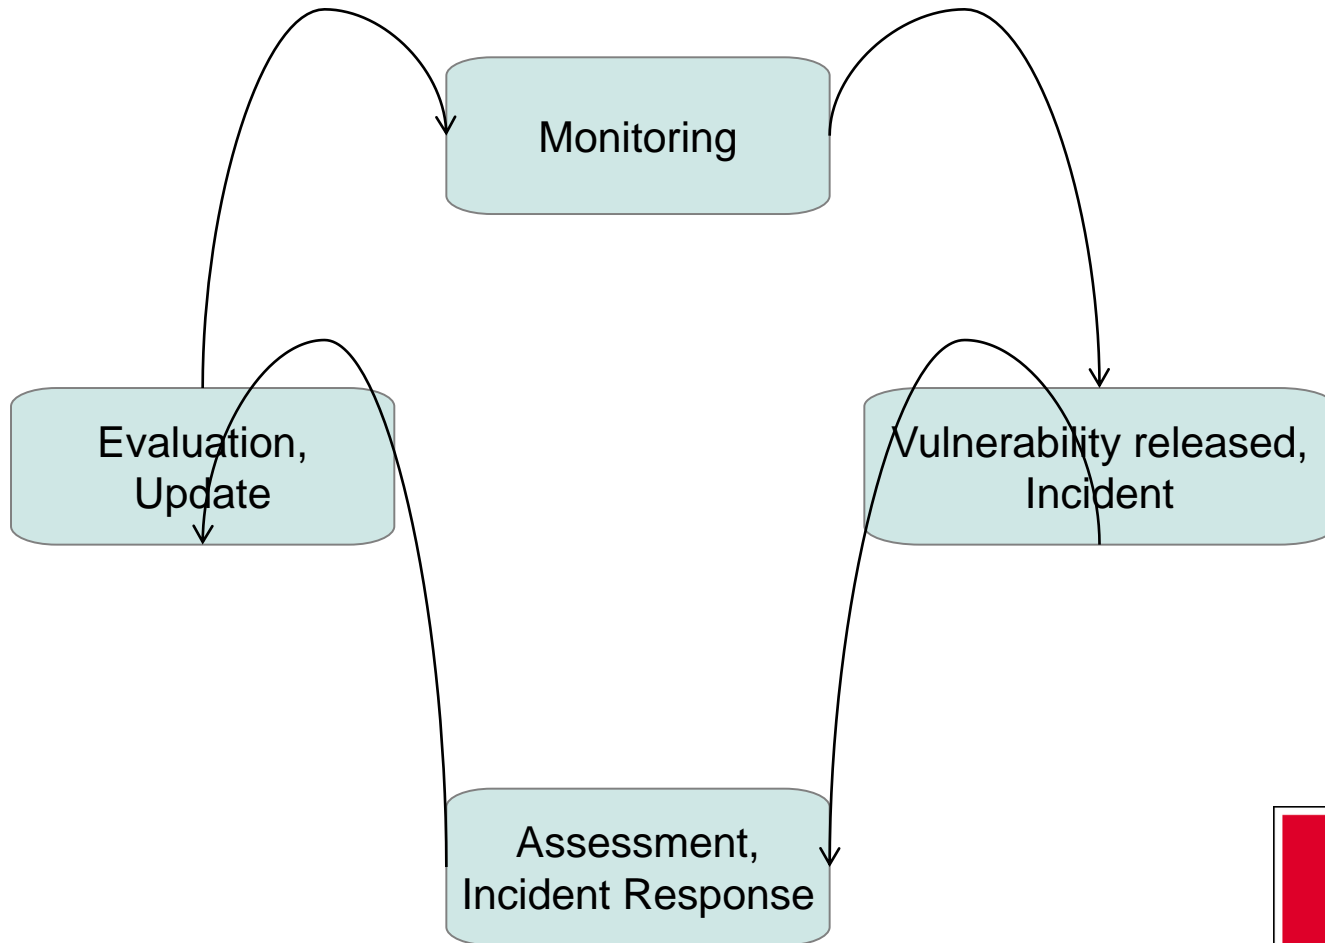 Monitoring
Evaluation,
Update
Vulnerability released,
Incident
Assessment,
Incident Response